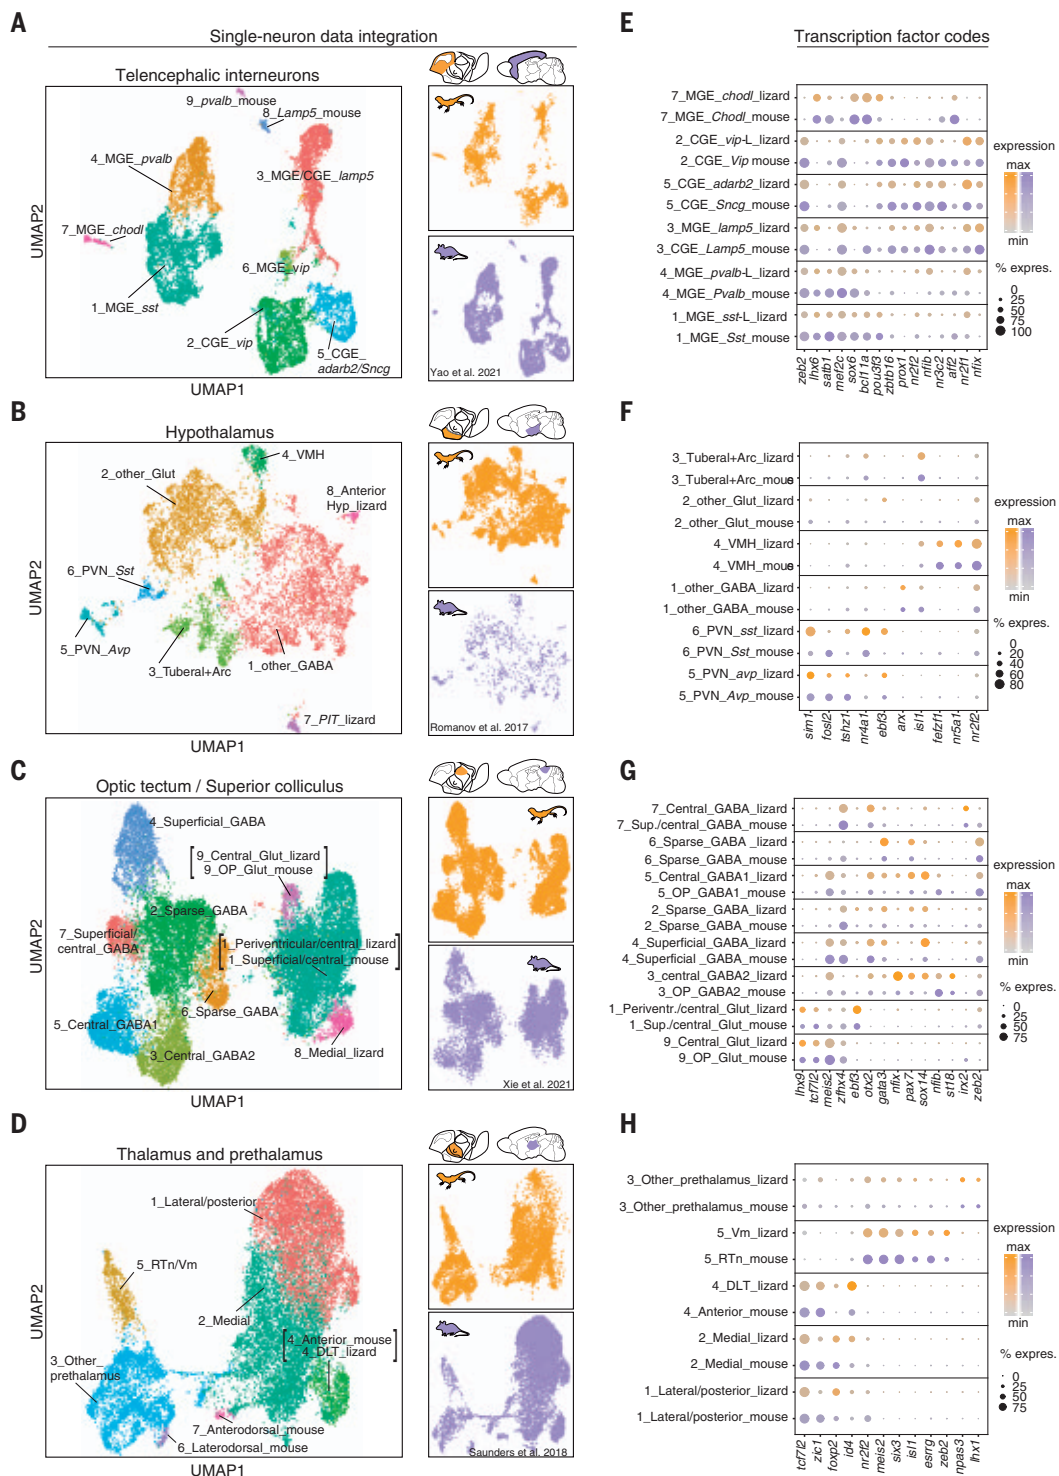 A
Single-neuron data integration
Telencephalic interneurons
9_pvalb_mouse
8_Lamp5_mouse
4_MGE_pvalb
3_MGE/CGE_lamp5
7_MGE_chodl
6_MGE_vip
1_MGE_sst
2_CGE_vip
5_CGE_
adarb2/Sncg
UMAP2
UMAP1
Yao et al. 2021
B
Hypothalamus
4_VMH
2_other_Glut
8_Anterior
Hyp_lizard
6_PVN_Sst
5_PVN_Avp
3_Tuberal+Arc
1_other_GABA
7_PIT_lizard
UMAP2
UMAP1
Romanov et al. 2017
C
Optic tectum / Superior colliculus
4_Superficial_GABA
9_Central_Glut_lizard
9_OP_Glut_mouse
2_Sparse_GABA
7_Superficial/
central_GABA
1_Periventricular/central_lizard
1_Superficial/central_mouse
6_Sparse_GABA
5_Central_GABA1
3_Central_GABA2
8_Medial_lizard
UMAP2
UMAP1
Xie et al. 2021
D
Thalamus and prethalamus
1_Lateral/posterior
5_RTn/Vm
2_Medial
4_Anterior_mouse
4_DLT_lizard
3_Other_
prethalamus
7_Anterodorsal_mouse
6_Laterodorsal_mouse
UMAP2
UMAP1
Saunders et al. 2018
E
Transcription factor codes
7_MGE_chodl_lizard
7_MGE_Chodl_mouse
2_CGE_vip-L_lizard
2_CGE_Vip mouse
5_CGE_adarb2_lizard
5_CGE_Sncg_mouse
3_MGE_lamp5_lizard
3_CGE_Lamp5_mouse
4_MGE_pvalb-L_lizard
4_MGE_Pvalb_mouse
1_MGE_sst-L_lizard
1_MGE_Sst_mouse
zeb2 lhx6 satb1 mef2c sox6 bcl11a pou3f3 zbtb16 prox1 nr2f2 nfib nr3c2 aff2 nr2f1 nfix
expression
max
min
% expres.
0
25
50
75
100
F
3_Tuberal+Arc_lizard
3_Tuberal+Arc_mouse
2_other_Glut_lizard
2_other_Glut_mouse
4_VMH_lizard
4_VMH_mouse
1_other_GABA_lizard
1_other_GABA_mouse
6_PVN_sst_lizard
6_PVN_Sst_mouse
5_PVN_avp_lizard
5_PVN_Avp_mouse
sim1 fosl2 tshz1 nr4a1 ebf3 arx isl1 fefzf1 nr5a1 nr2f2
expression
max
min
% expres.
0
20
40
60
80
G
7_Central_GABA_lizard
7_Sup./central_GABA_mouse
6_Sparse_GABA _lizard
6_Sparse_GABA_mouse
5_Central_GABA1_lizard
5_OP_GABA1_mouse
2_Sparse_GABA_lizard
2_Sparse_GABA_mouse
4_Superficial_GABA_lizard
4_Superficial _GABA_mouse
3_central_GABA2_lizard
3_OP_GABA2_mouse
1_Periventr./central_Glut_lizard
1_Sup./central_Glut_mouse
9_Central_Glut_lizard
9_OP_Glut_mouse
lhx9 tcf7l2 meis2 zfhx4 ebf3 otx2 gata3 nfix pax7 sox14 nfib st18 irx2 zeb2
expression
max
min
% expres.
0
25
50
75
H
3_Other_prethalamus_lizard
3_Other_prethalamus_mouse
5_Vm_lizard
5_RTn_mouse
4_DLT_lizard
4_Anterior_mouse
2_Medial_lizard
2_Medial_mouse
1_Lateral/posterior_lizard
1_Lateral/posterior_mouse
tcf7l2 zic1 foxp2 id4 nr2f2 meis2 six3 isl1 esrrg zeb2 npas3 lhx1
expression
max
min
% expres.
0
25
50
75